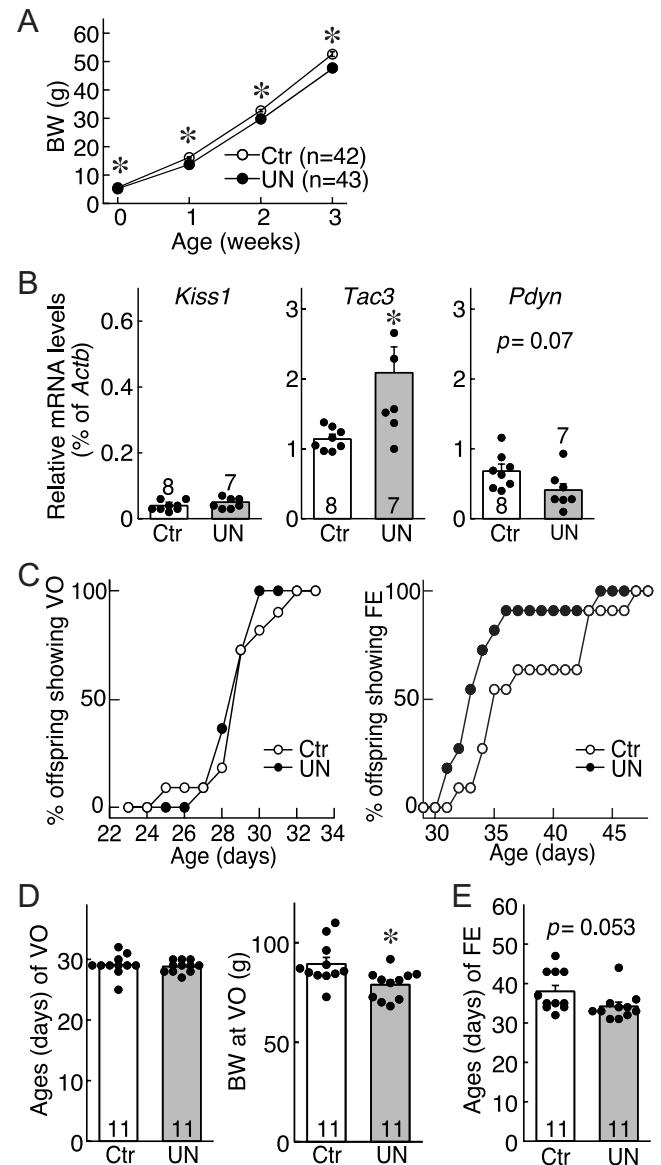 A
BW (g)
60
50
40
30
20
10
0
*
*
*
*
Ctr (n=42)
UN (n=43)
0 1 2 3
Age (weeks)
B
Relative mRNA levels
(% of Actb)
Kiss1
0.6
0.4
0.2
0
8 7
Ctr UN
Tac3
3
2
1
0
*
8 7
Ctr UN
Pdyn
3
2
1
0
p= 0.07
7
8
Ctr UN
C
% offspring showing VO
100
50
0
Ctr
UN
22 24 26 28 30 32 34
Age (days)
% offspring showing FE
100
50
0
Ctr
UN
30 35 40 45
Age (days)
D
Ages (days) of VO
30
20
10
0
11 11
Ctr UN
BW at VO (g)
100
50
0
*
11 11
Ctr UN
E
Ages (days) of FE
60
50
40
30
20
10
0
p= 0.053
11 11
Ctr UN